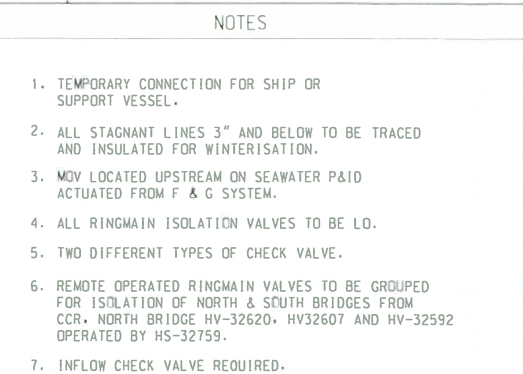 NOTES
1. TEMPORARY CONNECTION FOR SHIP OR
SUPPORT VESSEL.
2. ALL STAGNANT LINES 3" AND BELOW TO BE TRACED
AND INSULATED FOR WINTERISATION.
3. MOV LOCATED UPSTREAM ON SEAWATER P&ID
ACTUATED FROM F & G SYSTEM.
4. ALL RINGMAIN ISOLATION VALVES TO BE LO.
5. TWO DIFFERENT TYPES OF CHECK VALVE.
6. REMOTE OPERATED RINGMAIN VALVES TO BE GROUPED
FOR ISOLATION OF NORTH & SOUTH BRIDGES FROM
CCR. NORTH BRIDGE HV-32620. HV32607 AND HV-32592
OPERATED BY HS-32759.
7. INFLOW CHECK VALVE REQUIRED.